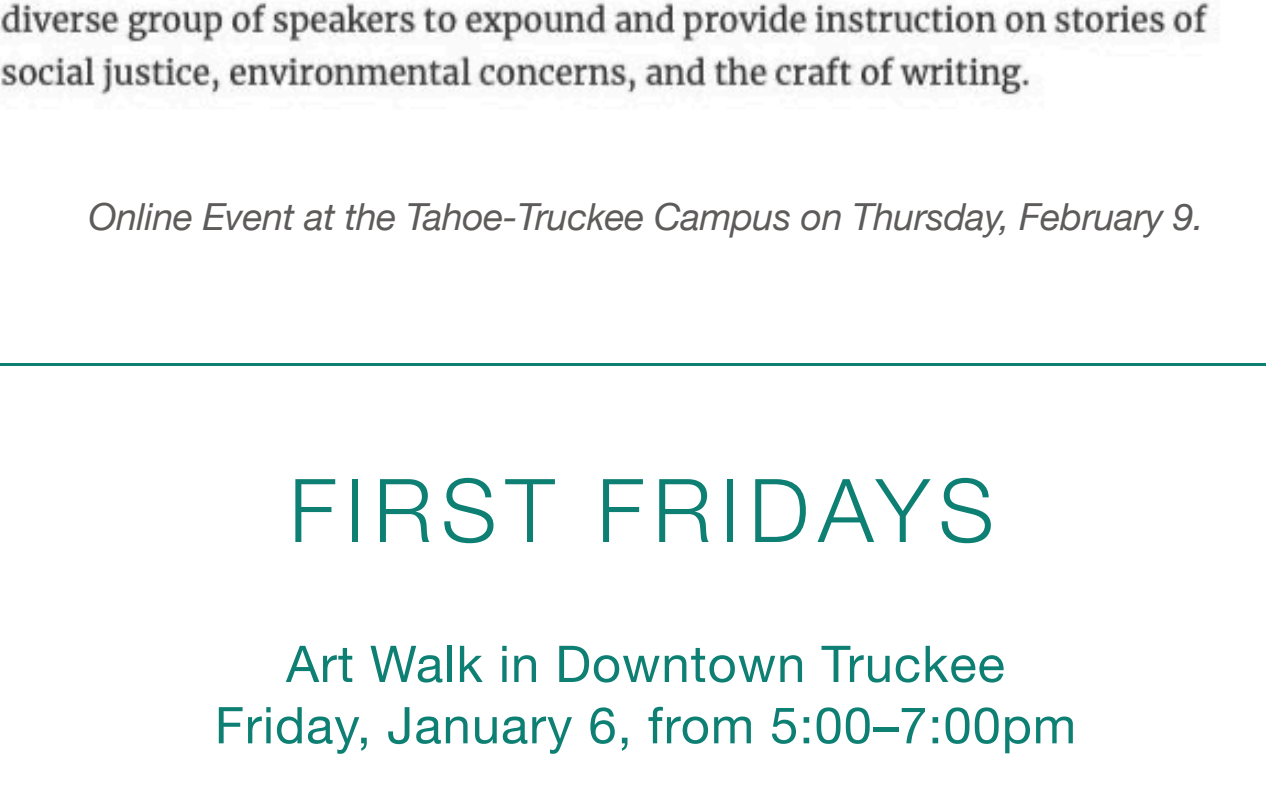 diverse group of speakers to expound and provide instruction on stories of
social justice, environmental concerns, and the craft of writing.
Online Event at the Tahoe-Truckee Campus on Thursday, February 9.
FIRST FRIDAYS
Art Walk in Downtown Truckee
Friday, January 6, from 5:00–7:00pm